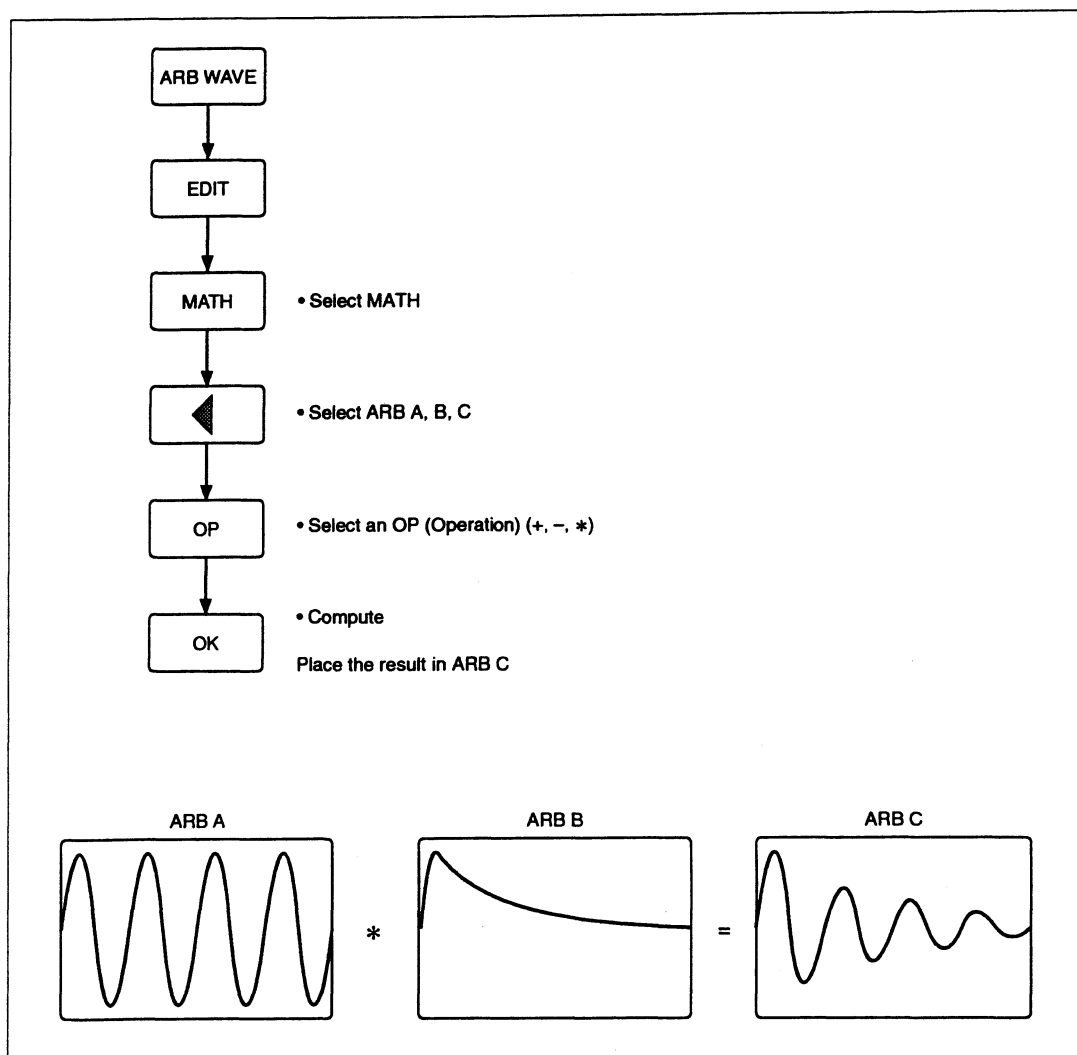 ARB WAVE
EDIT
MATH
• Select MATH
• Select ARB A, B, C
OP
• Select an OP (Operation) (+, −, *)
OK
• Compute
Place the result in ARB C
ARB A
ARB B
ARB C
*
=